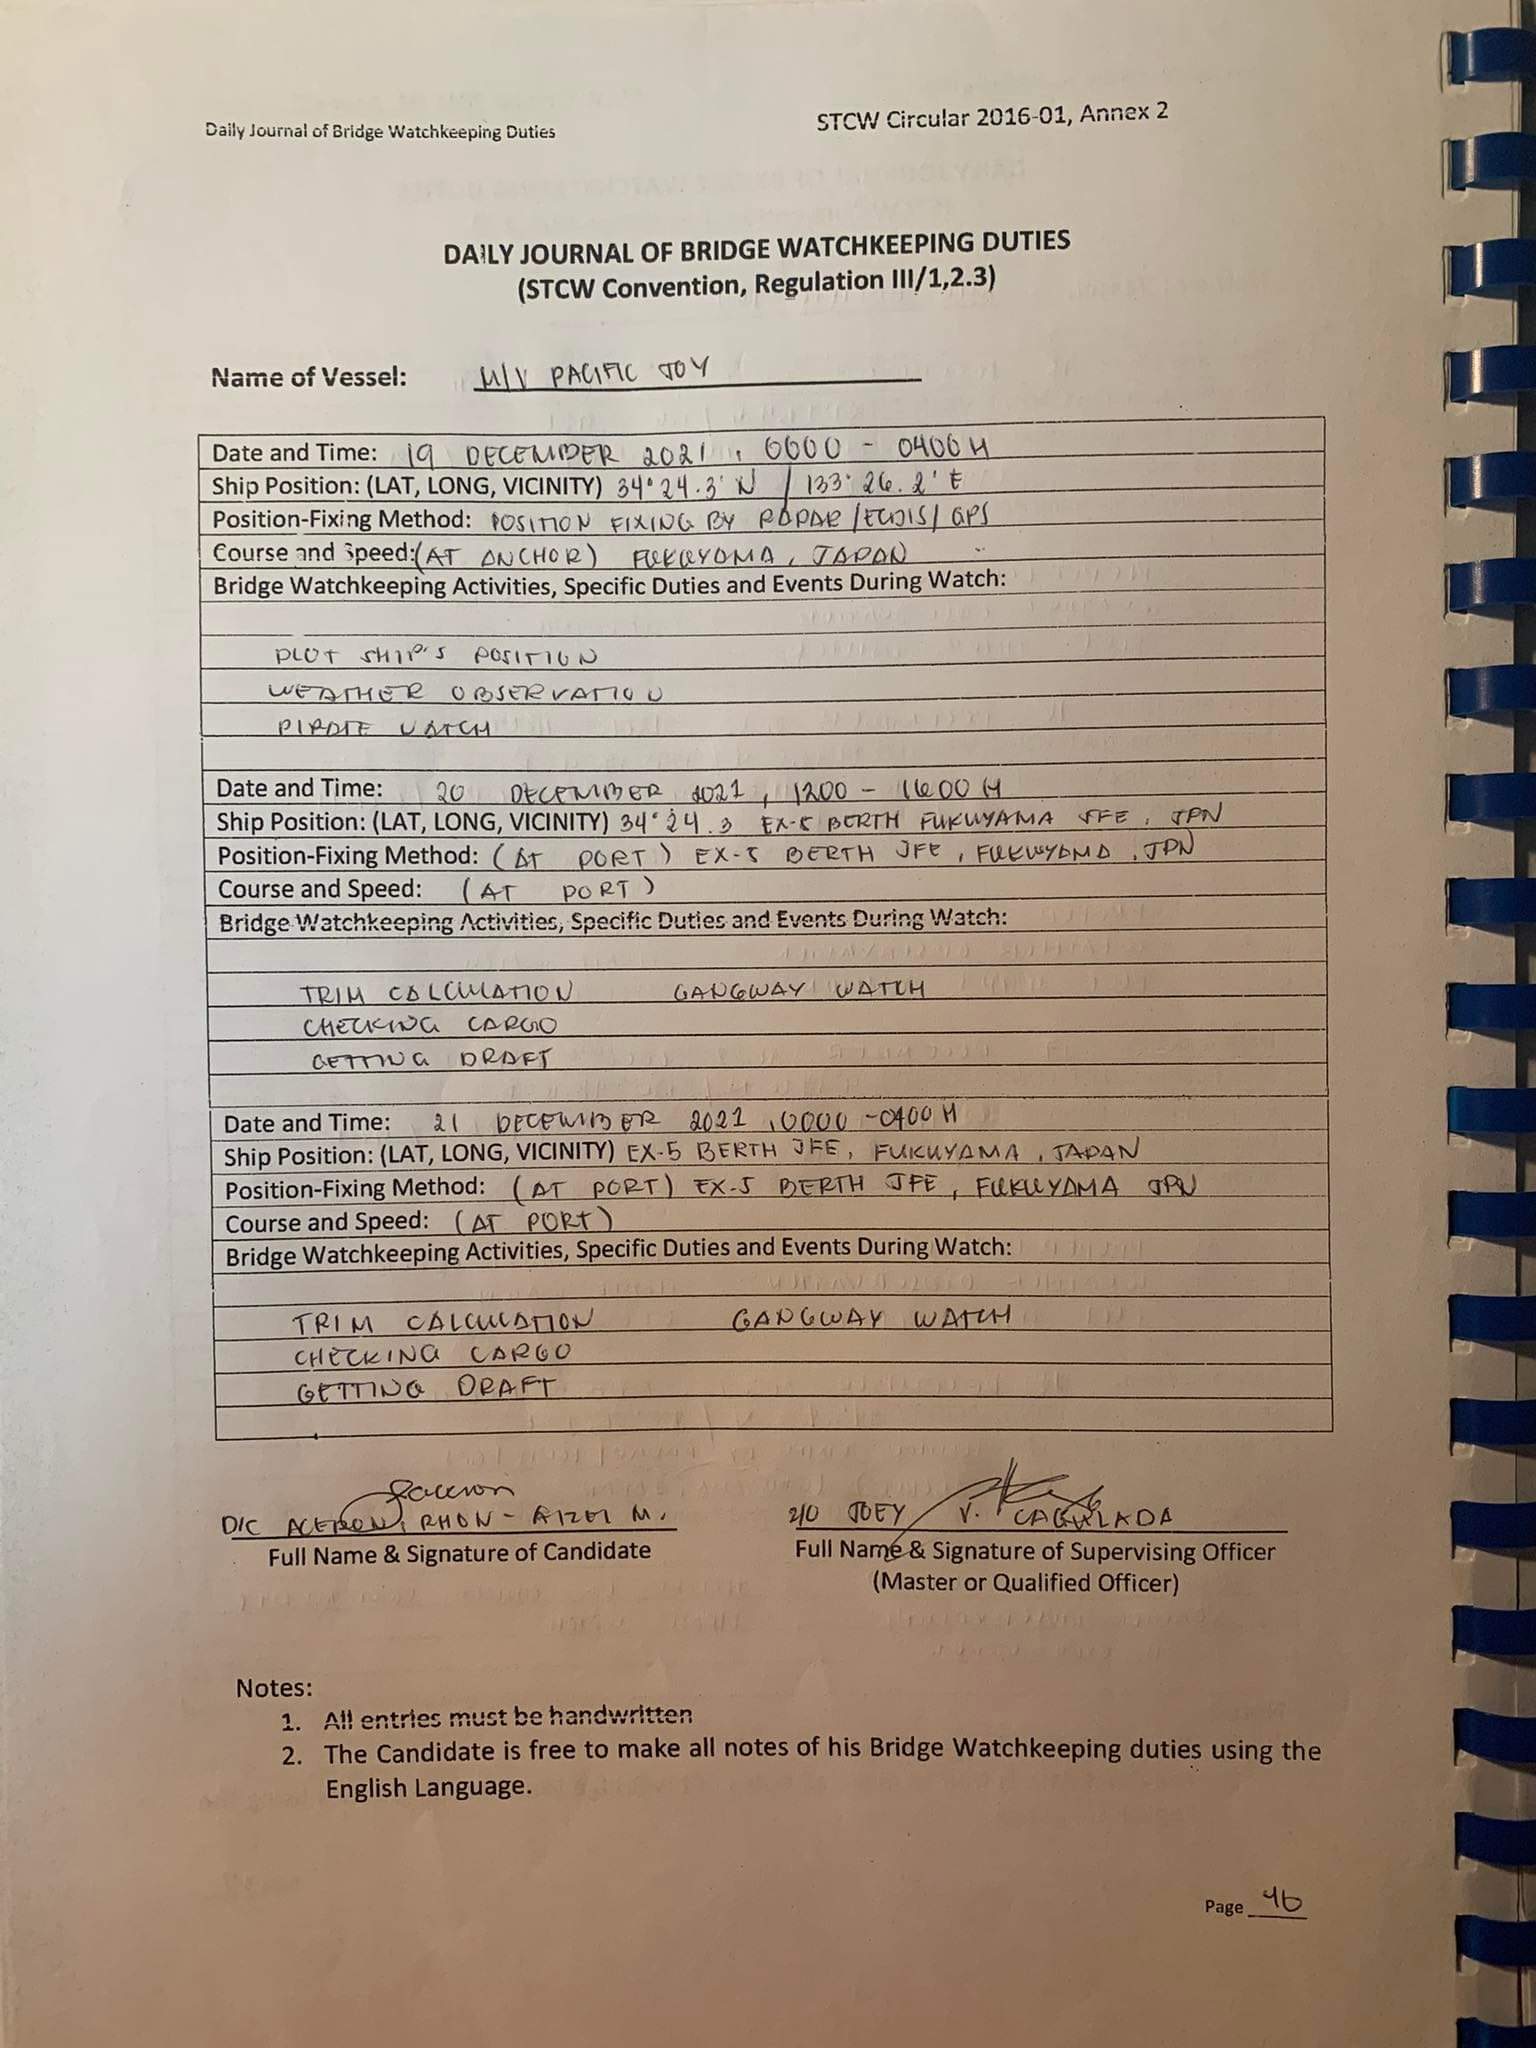 Daily Journal of Bridge Watchkeeping Duties
STCW Circular 2016-01, Annex 2
DAILY JOURNAL OF BRIDGE WATCHKEEPING DUTIES
(STCW Convention, Regulation III/1,2.3)
Name of Vessel: M/V PACIFIC JOY
Date and Time: 19 DECEMBER 2021, 0000 - 0400H
Ship Position: (LAT, LONG, VICINITY) 34° 24.3' N / 133° 26.2' E
Position-Fixing Method: POSITION FIXING BY RADAR/ECDIS/GPS
Course and Speed: (AT ANCHOR) FUKUYAMA, JAPAN
Bridge Watchkeeping Activities, Specific Duties and Events During Watch:
PLOT SHIP'S POSITION
WEATHER OBSERVATION
PIRATE WATCH
Date and Time: 20 DECEMBER 2021, 1200 - 1600H
Ship Position: (LAT, LONG, VICINITY) 34° 24.3 EX-5 BERTH FUKUYAMA JFE, JPN
Position-Fixing Method: (AT PORT) EX-5 BERTH JFE, FUKUYAMA, JPN
Course and Speed: (AT PORT)
Bridge Watchkeeping Activities, Specific Duties and Events During Watch:
TRIM CALCULATION GANGWAY WATCH
CHECKING CARGO
GETTING DRAFT
Date and Time: 21 DECEMBER 2021, 0000 - 0400H
Ship Position: (LAT, LONG, VICINITY) EX-5 BERTH JFE, FUKUYAMA, JAPAN
Position-Fixing Method: (AT PORT) EX-5 BERTH JFE, FUKUYAMA JPN
Course and Speed: (AT PORT)
Bridge Watchkeeping Activities, Specific Duties and Events During Watch:
TRIM CALCULATION GANGWAY WATCH
CHECKING CARGO
GETTING DRAFT
D/C ACERON, RHON - M.
2/O JOEY V. CAGULADA
Full Name & Signature of Candidate
Full Name & Signature of Supervising Officer
(Master or Qualified Officer)
Notes:
1. All entries must be handwritten
2. The Candidate is free to make all notes of his Bridge Watchkeeping duties using the
English Language.
Page 46